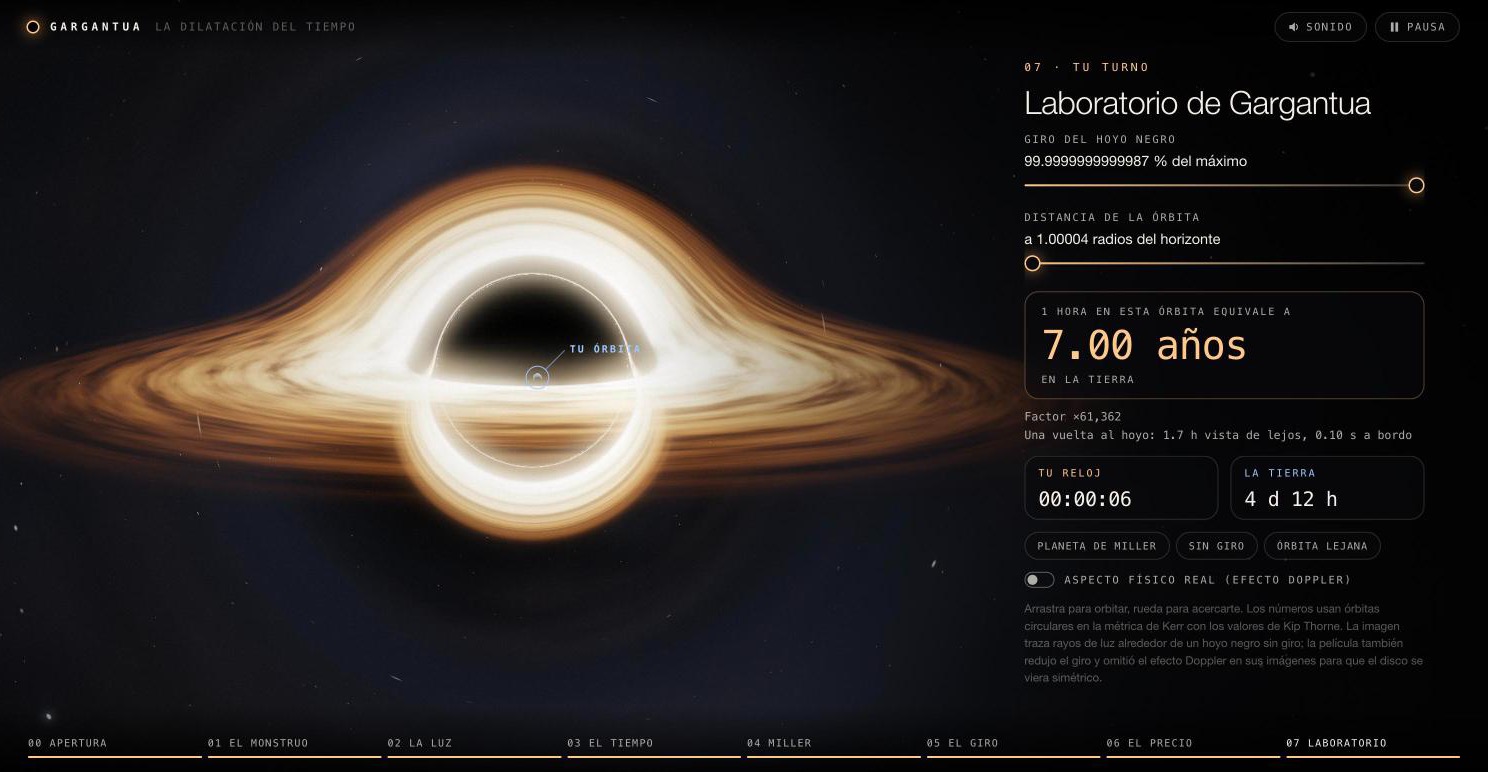 GARGANTUA LA DILATACIÓN DEL TIEMPO
SONIDO
PAUSA
07 · TU TURNO
Laboratorio de Gargantua
GIRO DEL HOYO NEGRO
99.9999999999987 % del máximo
DISTANCIA DE LA ÓRBITA
a 1.00004 radios del horizonte
TU ÓRBITA
1 HORA EN ESTA ÓRBITA EQUIVALE A
7.00 años
EN LA TIERRA
Factor ×61,362
Una vuelta al hoyo: 1.7 h vista de lejos, 0.10 s a bordo
TU RELOJ
00:00:06
LA TIERRA
4 d 12 h
PLANETA DE MILLER
SIN GIRO
ÓRBITA LEJANA
ASPECTO FÍSICO REAL (EFECTO DOPPLER)
Arrastra para orbitar, rueda para acercarte. Los números usan órbitas
circulares en la métrica de Kerr con los valores de Kip Thorne. La imagen
traza rayos de luz alrededor de un hoyo negro sin giro; la película también
redujo el giro y omitió el efecto Doppler en sus imágenes para que el disco se
viera simétrico.
00 APERTURA
01 EL MONSTRUO
02 LA LUZ
03 EL TIEMPO
04 MILLER
05 EL GIRO
06 EL PRECIO
07 LABORATORIO